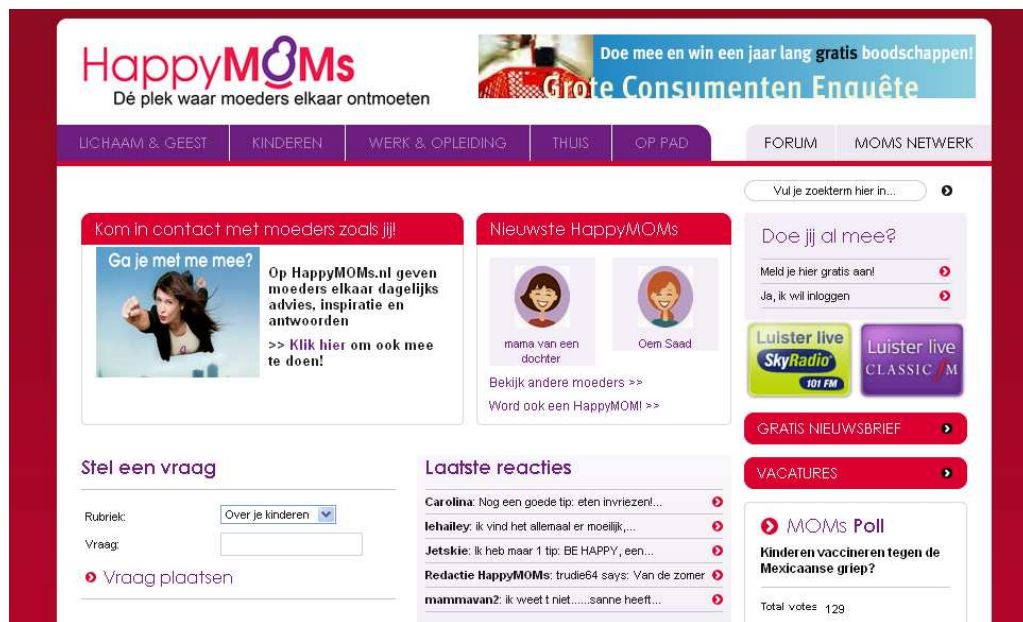 HappyMOMs
Dé plek waar moeders elkaar ontmoeten
Doe mee en win een jaar lang gratis boodschappen!
Grote Consumenten Enquête
LICHAAM & GEEST
KINDEREN
WERK & OPLEIDING
THUIS
OP PAD
FORUM
MOMS NETWERK
Vul je zoekterm hier in...
Kom in contact met moeders zoals jij!
Ga je met me mee?
Op HappyMOMs.nl geven
moeders elkaar dagelijks
advies, inspiratie en
antwoorden
>> Klik hier om ook mee
te doen!
Nieuwste HappyMOMs
mama van een
dochter
Oem Saad
Bekijk andere moeders >>
Word ook een HappyMOM! >>
Doe jij al mee?
Meld je hier gratis aan!
Ja, ik wil inloggen
Luister live
SkyRadio
101 FM
Luister live
CLASSIC fM
GRATIS NIEUWSBRIEF
VACATURES
Stel een vraag
Rubriek:
Over je kinderen
Vraag:
Vraag plaatsen
Laatste reacties
Carolina: Nog een goede tip: eten invriezen!...
lehailey: ik vind het allemaal er moeilijk,...
Jetskie: Ik heb maar 1 tip: BE HAPPY, een...
Redactie HappyMOMs: trudie64 says: Van de zomer
mammavan2: ik weet t niet......sanne heeft...
MOMs Poll
Kinderen vaccineren tegen de
Mexicaanse griep?
Total votes 129